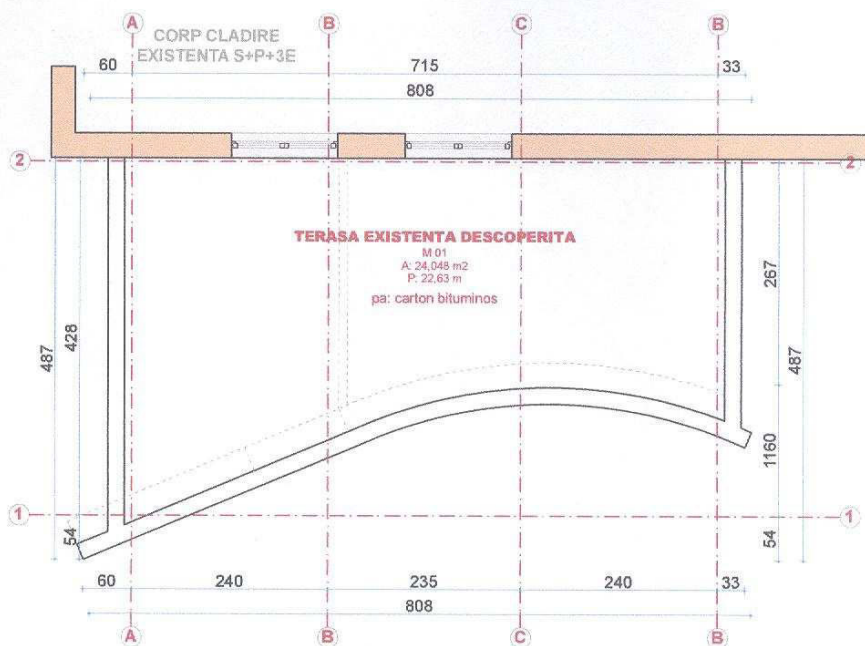 A B C B
CORP CLADIRE
EXISTENTA S+P+3E
60 715 33
808
2 2
TERASA EXISTENTA DESCOPERITA
M 01
A: 24,048 m2
P: 22,63 m
pa: carton bituminos
267
487 428 487
1160
1 1
54 54
60 240 235 240 33
808
A B C B